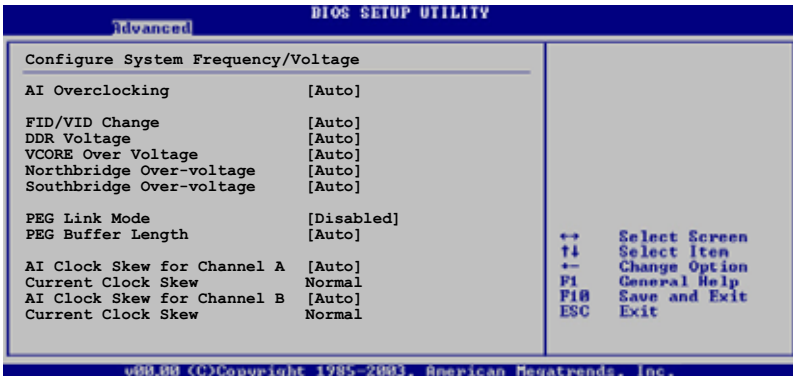 BIOS SETUP UTILITY
Advanced
Configure System Frequency/Voltage
AI Overclocking [Auto]
FID/VID Change [Auto]
DDR Voltage [Auto]
VCORE Over Voltage [Auto]
Northbridge Over-voltage [Auto]
Southbridge Over-voltage [Auto]
PEG Link Mode [Disabled]
PEG Buffer Length [Auto]
AI Clock Skew for Channel A [Auto]
Current Clock Skew Normal
AI Clock Skew for Channel B [Auto]
Current Clock Skew Normal
↔ Select Screen
↑↓ Select Item
+- Change Option
F1 General Help
F10 Save and Exit
ESC Exit
v00.00 (C)Copyright 1985-2003, American Megatrends, Inc.